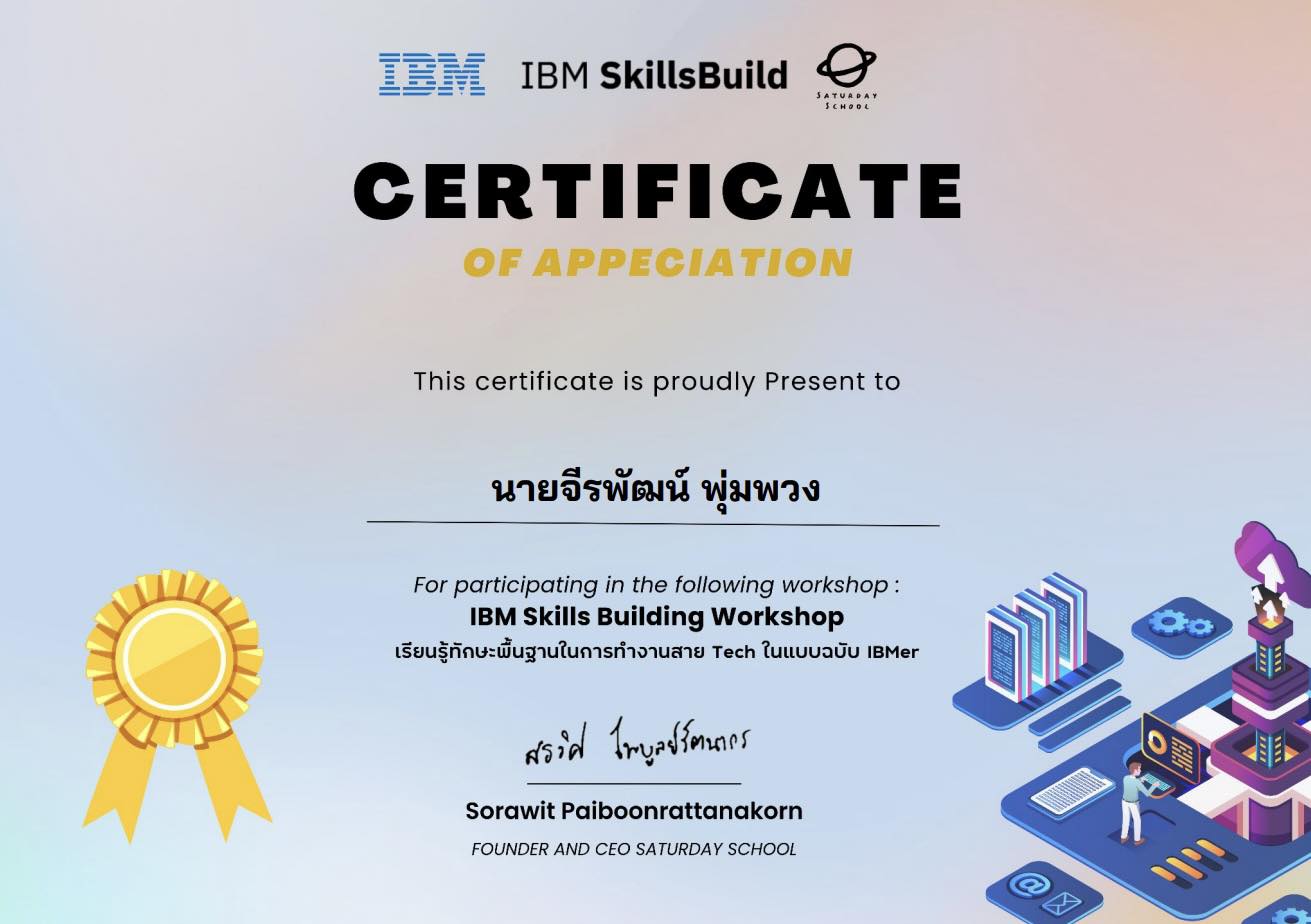 IBM IBM SkillsBuild SATURDAY SCHOOL
CERTIFICATE
OF APPECIATION
This certificate is proudly Present to
นายจีรพัฒน์ พุ่มพวง
For participating in the following workshop :
IBM Skills Building Workshop
เรียนรู้ทักษะพื้นฐานในการทำงานสาย Tech ในแบบฉบับ IBMer
สรวิศ ไพบูลย์รัตนากร
Sorawit Paiboonrattanakorn
FOUNDER AND CEO SATURDAY SCHOOL